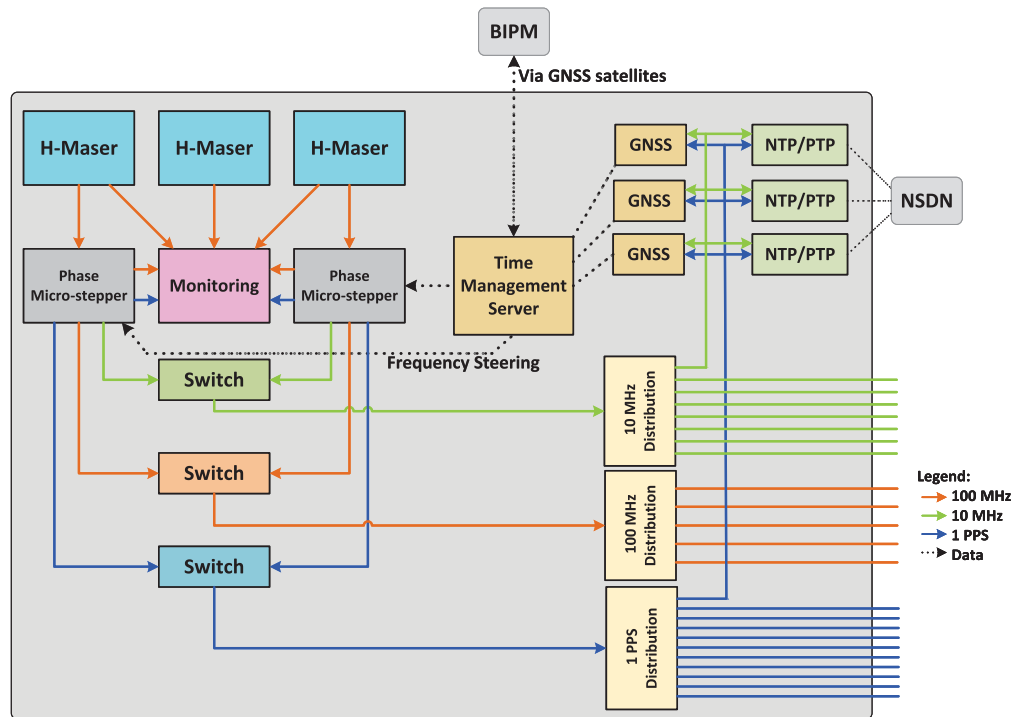 BIPM
Via GNSS satellites
H-Maser
H-Maser
H-Maser
GNSS
NTP/PTP
GNSS
NTP/PTP
NSDN
GNSS
NTP/PTP
Phase
Micro-stepper
Monitoring
Phase
Micro-stepper
Time
Management
Server
Frequency Steering
Switch
10 MHz
Distribution
Switch
100 MHz
Distribution
Legend:
100 MHz
10 MHz
1 PPS
Data
Switch
1 PPS
Distribution